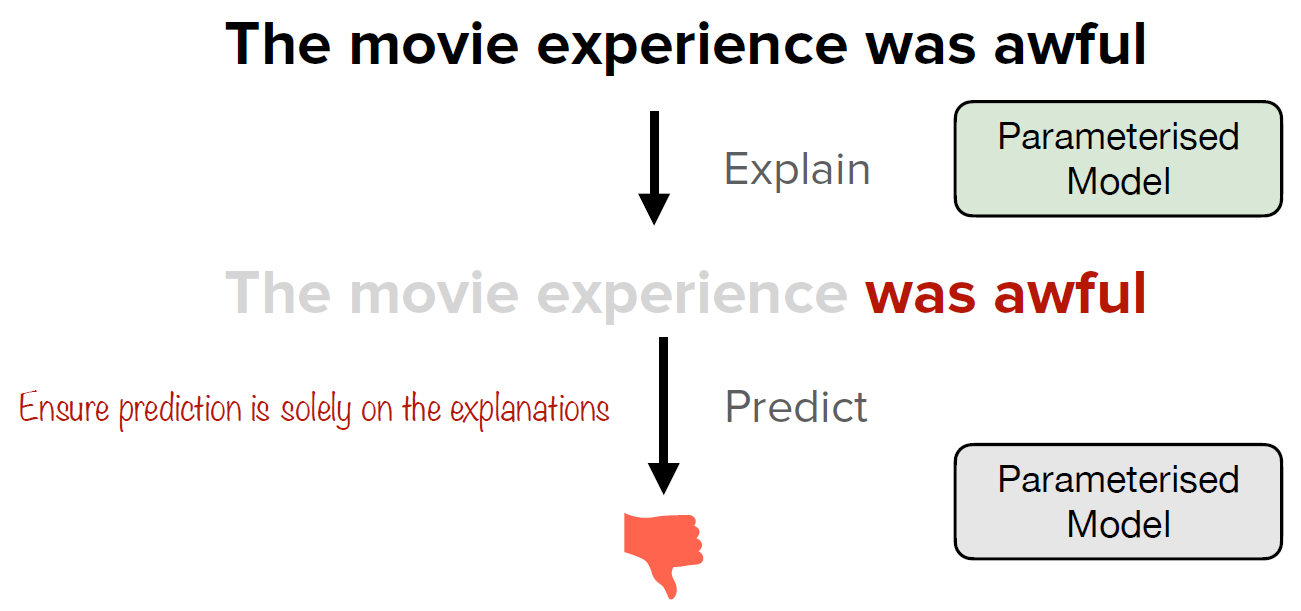 The movie experience was awful
Explain
Parameterised
Model
The movie experience was awful
Ensure prediction is solely on the explanations
Predict
Parameterised
Model